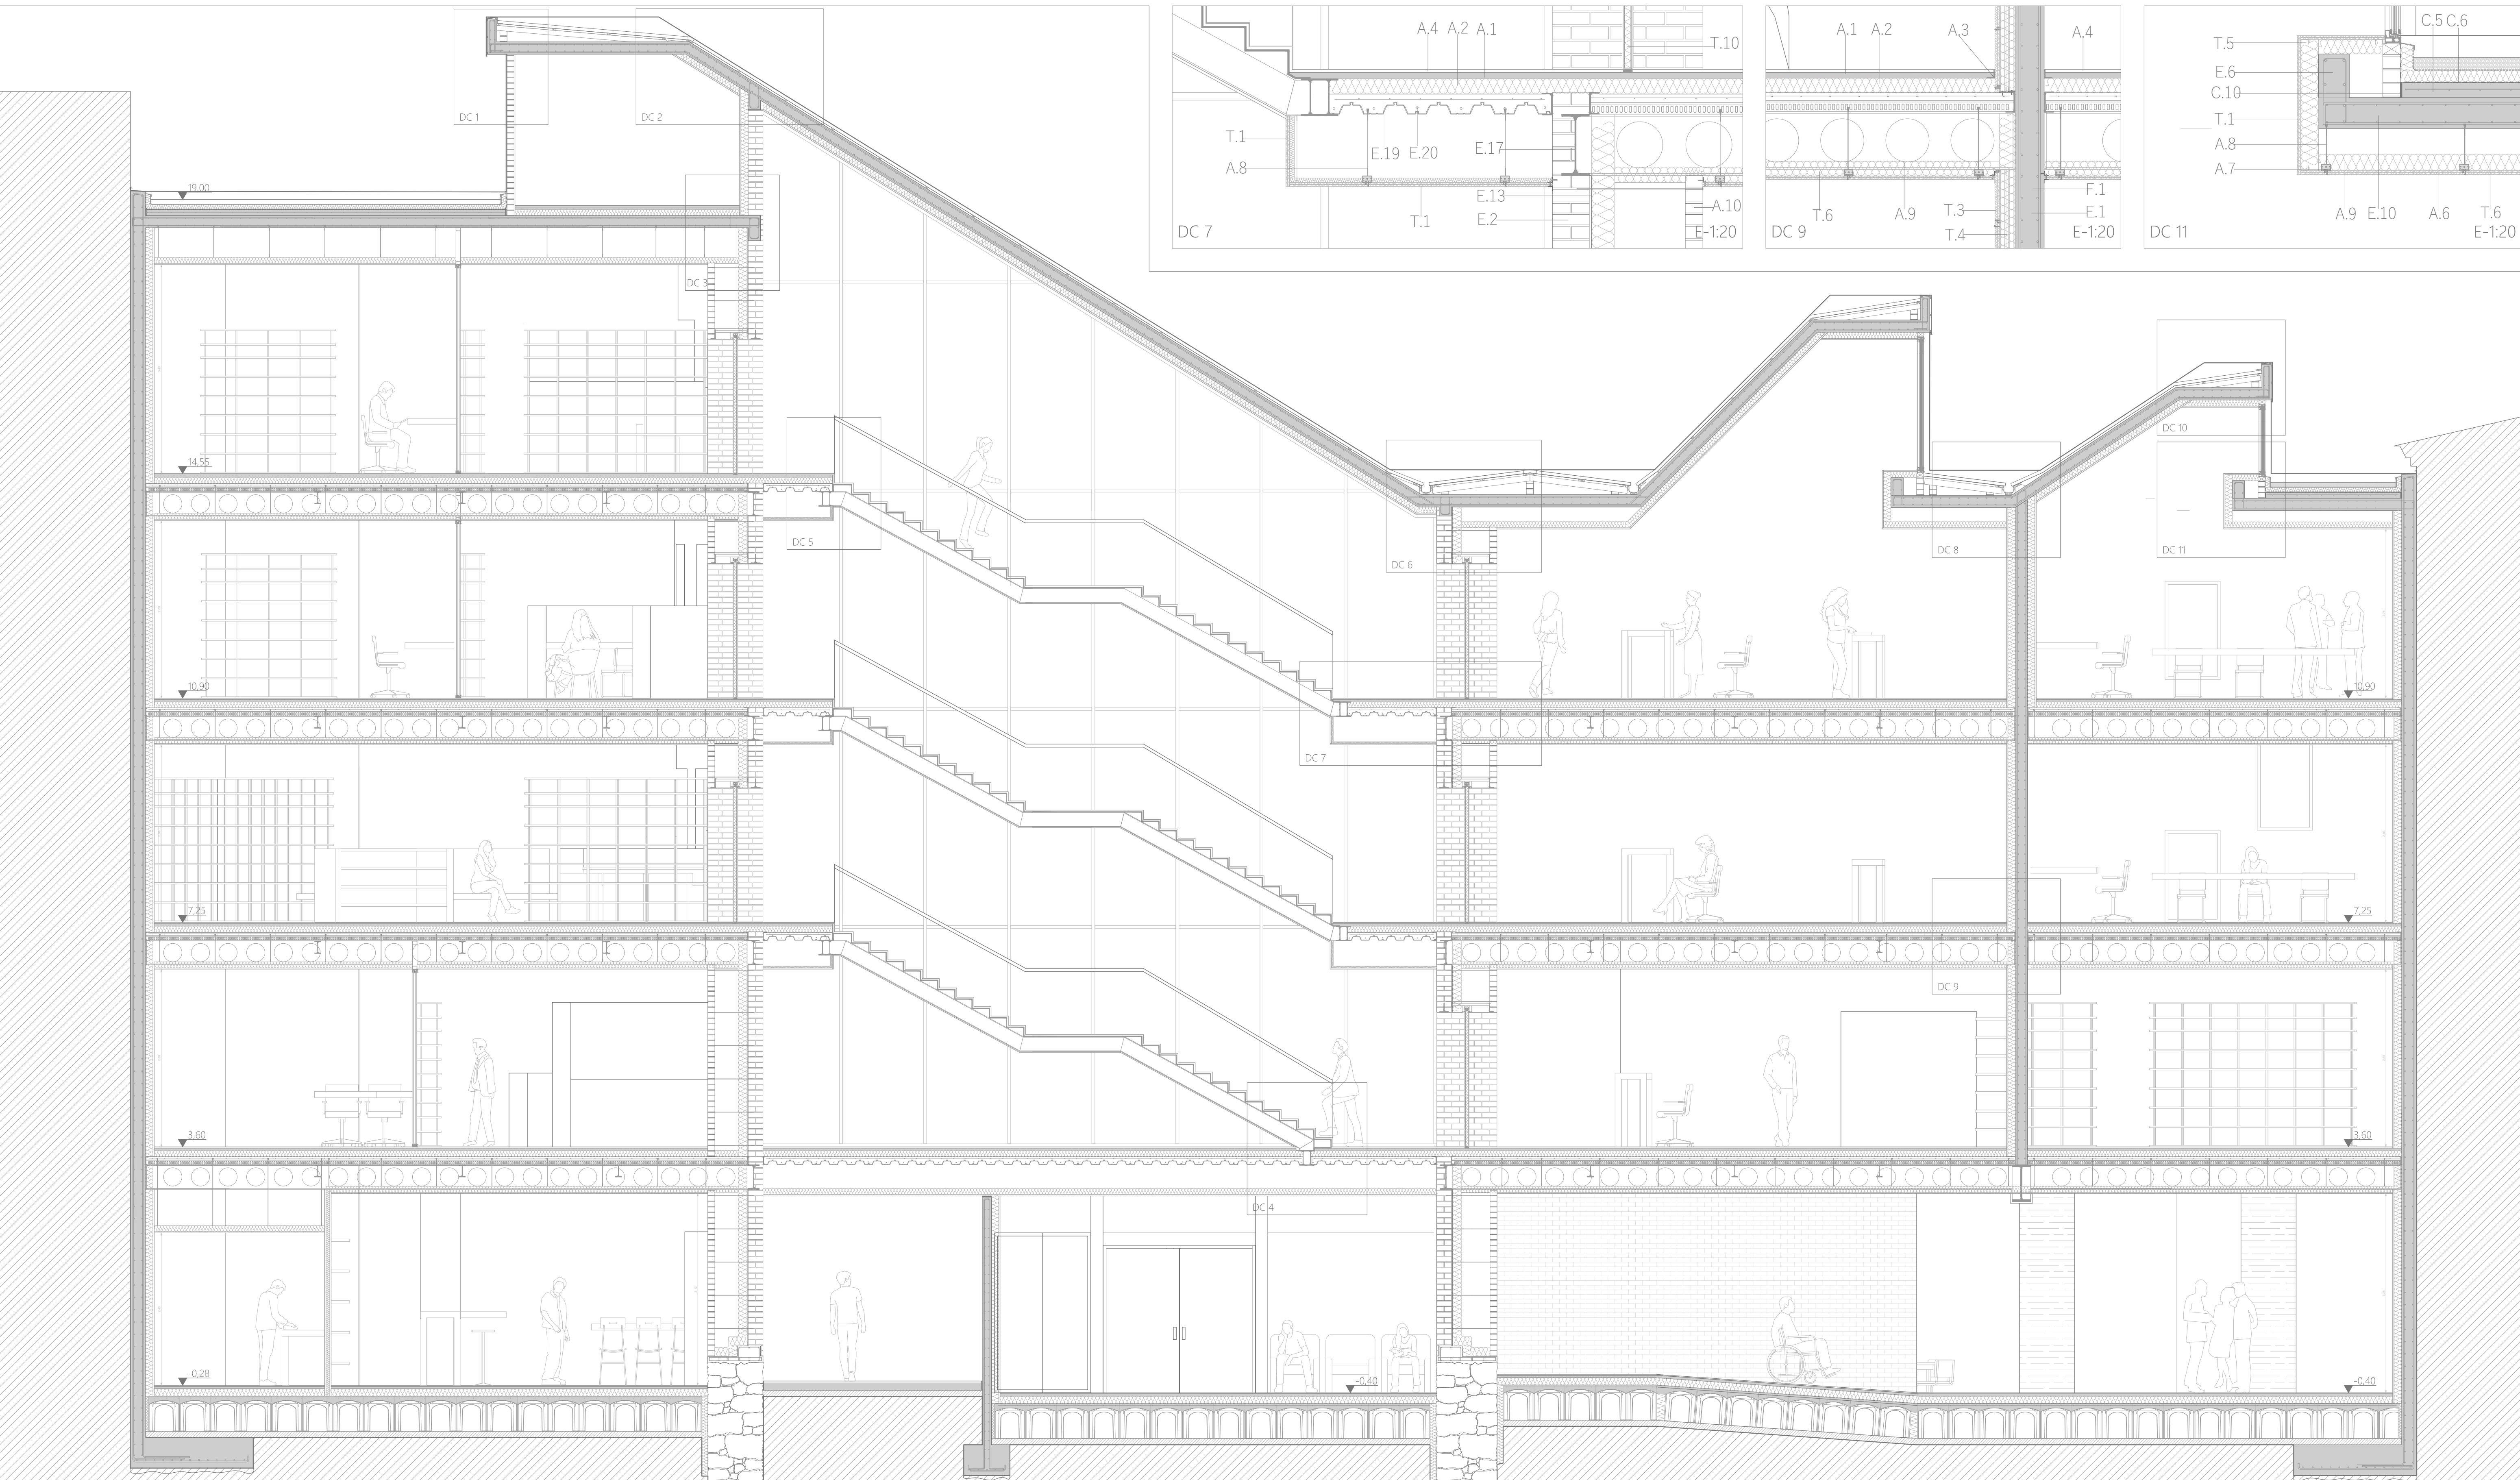 A.4 A.2 A.1
T.10
T.1
E.19 E.20 E.17
A.8
E.13
T.1 E.2 A.10
DC 7 E-1:20
A.1 A.2 A.3 A.4
F.1
T.6 A.9 T.3 E.1
T.4
DC 9 E-1:20
C.5 C.6
T.5
E.6
C.10
T.1
A.8
A.7
A.9 E.10 A.6 T.6
DC 11 E-1:20
DC 1
DC 2
19,00
DC 3
DC 10
14,55
DC 5
DC 6
DC 8
DC 11
10,90
10,90
DC 7
7,25
7,25
DC 9
3,60
3,60
DC 4
-0,28
-0,40
-0,40